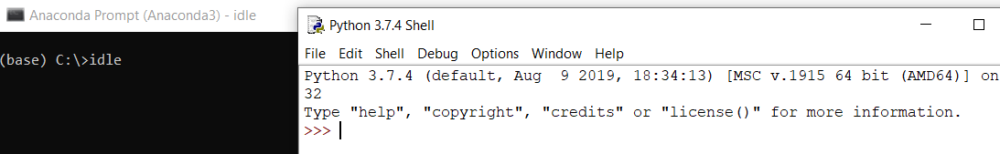 Anaconda Prompt (Anaconda3) - idle
(base) C:\>idle
Python 3.7.4 Shell
File Edit Shell Debug Options Window Help
Python 3.7.4 (default, Aug  9 2019, 18:34:13) [MSC v.1915 64 bit (AMD64)] on
32
Type "help", "copyright", "credits" or "license()" for more information.
>>>